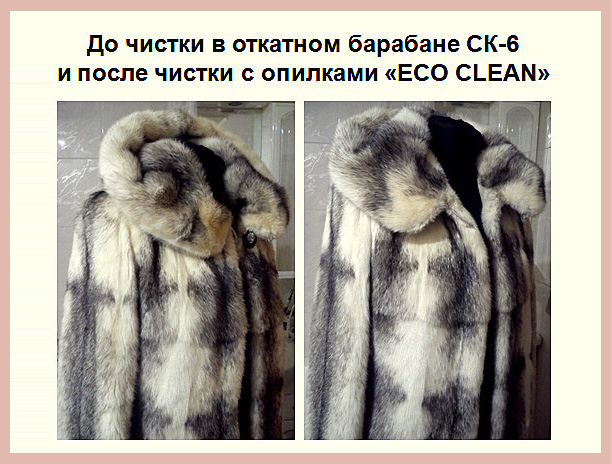 До чистки в откатном барабане СК-6
и после чистки с опилками «ECO CLEAN»